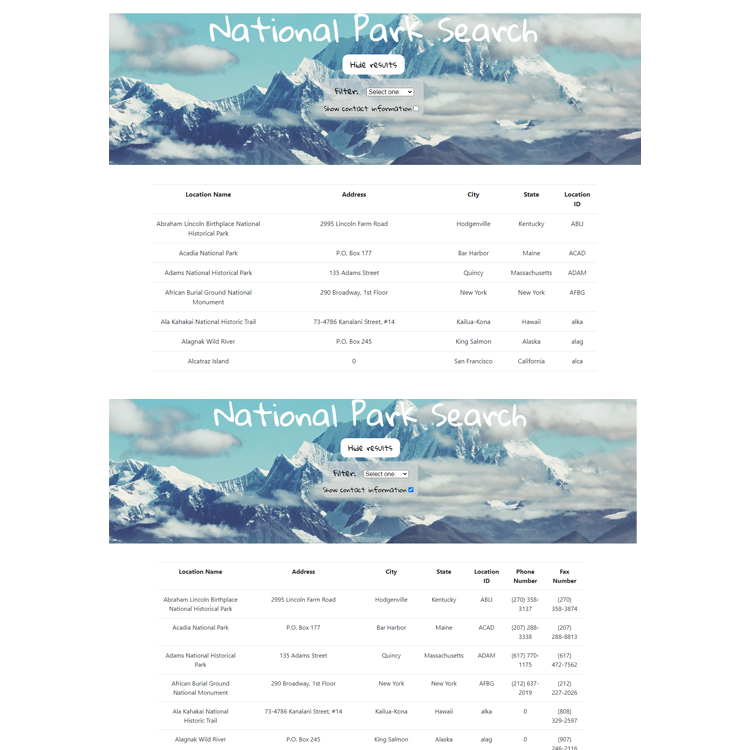 National Park Search
Hide results
Filter: Select one:
Show contact information
Location Name Address City State Location
ID
Abraham Lincoln Birthplace National 2995 Lincoln Farm Road Hodgenville Kentucky ABLI
Historical Park
Acadia National Park P.O. Box 177 Bar Harbor Maine ACAD
Adams National Historical Park 135 Adams Street Quincy Massachusetts ADAM
African Burial Ground National 290 Broadway, 1st Floor New York New York AFBG
Monument
Ala Kahakai National Historic Trail 73-4786 Kanalani Street, #14 Kailua-Kona Hawaii alka
Alagnak Wild River P.O. Box 245 King Salmon Alaska alag
Alcatraz Island 0 San Francisco California alca
National Park Search
Hide results
Filter: Select one:
Show contact information
Location Name Address City State Location Phone Fax
ID Number Number
Abraham Lincoln Birthplace 2995 Lincoln Farm Road Hodgenville Kentucky ABLI (270) 358- (270)
National Historical Park 3137 358-3874
Acadia National Park P.O. Box 177 Bar Harbor Maine ACAD (207) 288- (207)
3338 288-8813
Adams National Historical 135 Adams Street Quincy Massachusetts ADAM (617) 770- (617)
Park 1175 472-7562
African Burial Ground 290 Broadway, 1st Floor New York New York AFBG (212) 637- (212)
National Monument 2019 227-2026
Ala Kahakai National 73-4786 Kanalani Street, #14 Kailua-Kona Hawaii alka 0 (808)
Historic Trail 329-2597
Alagnak Wild River P.O. Box 245 King Salmon Alaska alag 0 (907)
246-2116